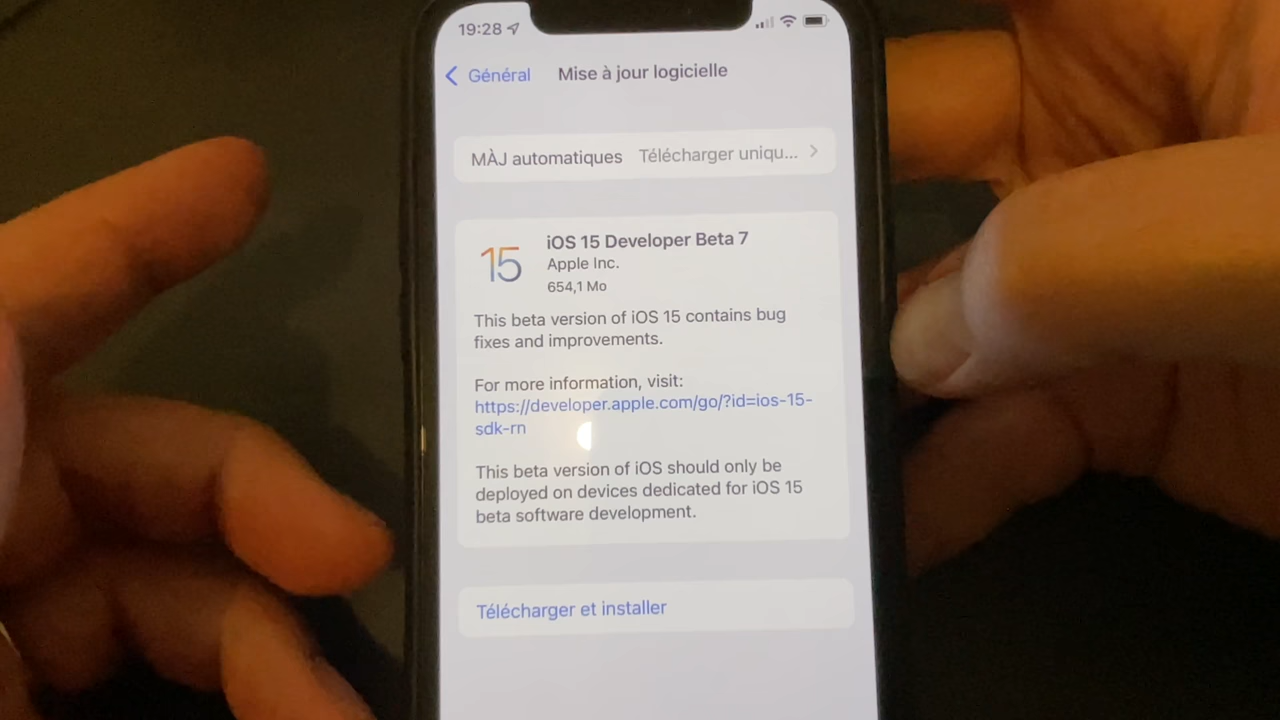 19:28
Général Mise à jour logicielle
MÀJ automatiques Télécharger uniqu...
15
iOS 15 Developer Beta 7
Apple Inc.
654,1 Mo
This beta version of iOS 15 contains bug
fixes and improvements.
For more information, visit:
https://developer.apple.com/go/?id=ios-15-
sdk-rn
This beta version of iOS should only be
deployed on devices dedicated for iOS 15
beta software development.
Télécharger et installer